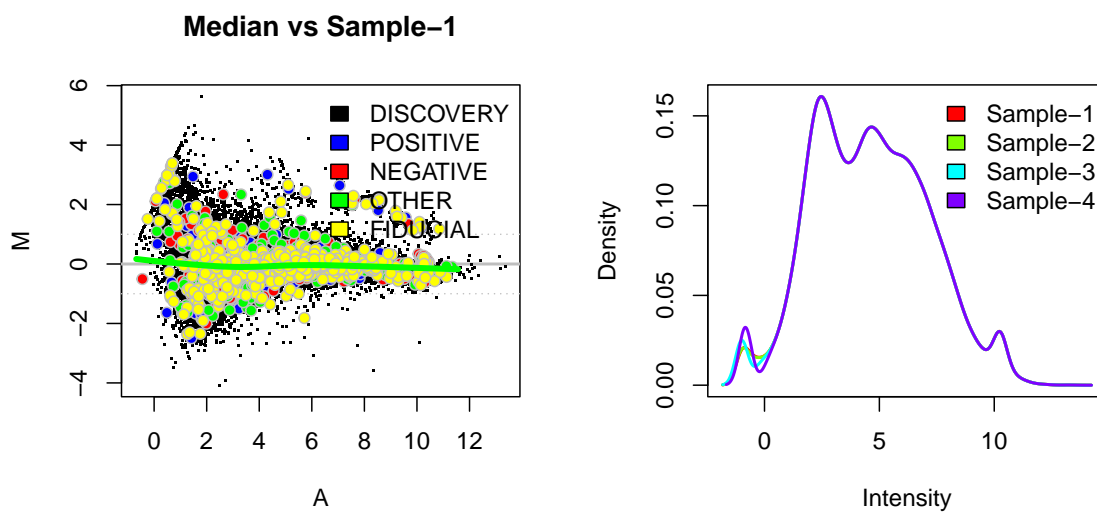 Median vs Sample−1
M
6
4
2
0
−2
−4
DISCOVERY
POSITIVE
NEGATIVE
OTHER
FIDUCIAL
0 2 4 6 8 10 12
A
Density
0.15
0.10
0.05
0.00
Sample−1
Sample−2
Sample−3
Sample−4
0 5 10
Intensity